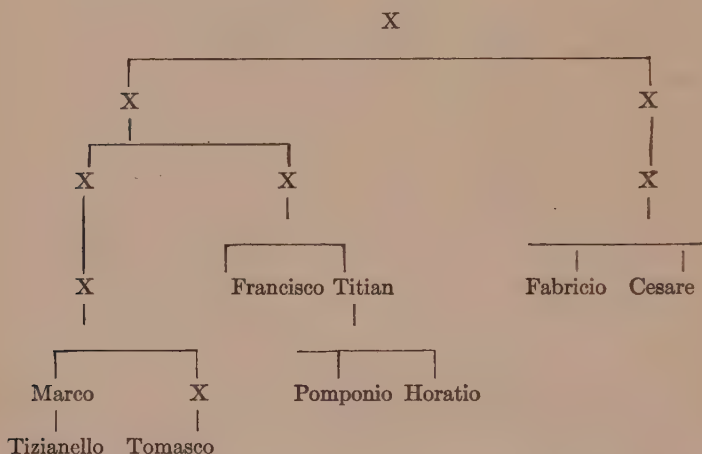 X
X X
X X X
X Francisco Titian Fabricio Cesare
Marco X Pomponio Horatio
Tizianello Tomasco